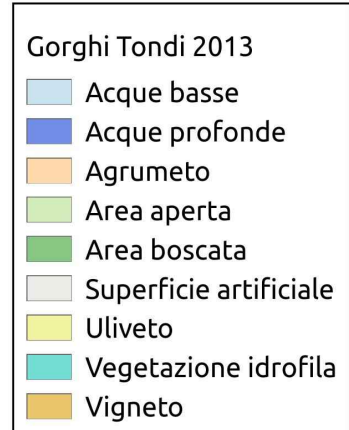 Gorghi Tondi 2013
Acque basse
Acque profonde
Agrumeto
Area aperta
Area boscata
Superficie artificiale
Uliveto
Vegetazione idrofila
Vigneto